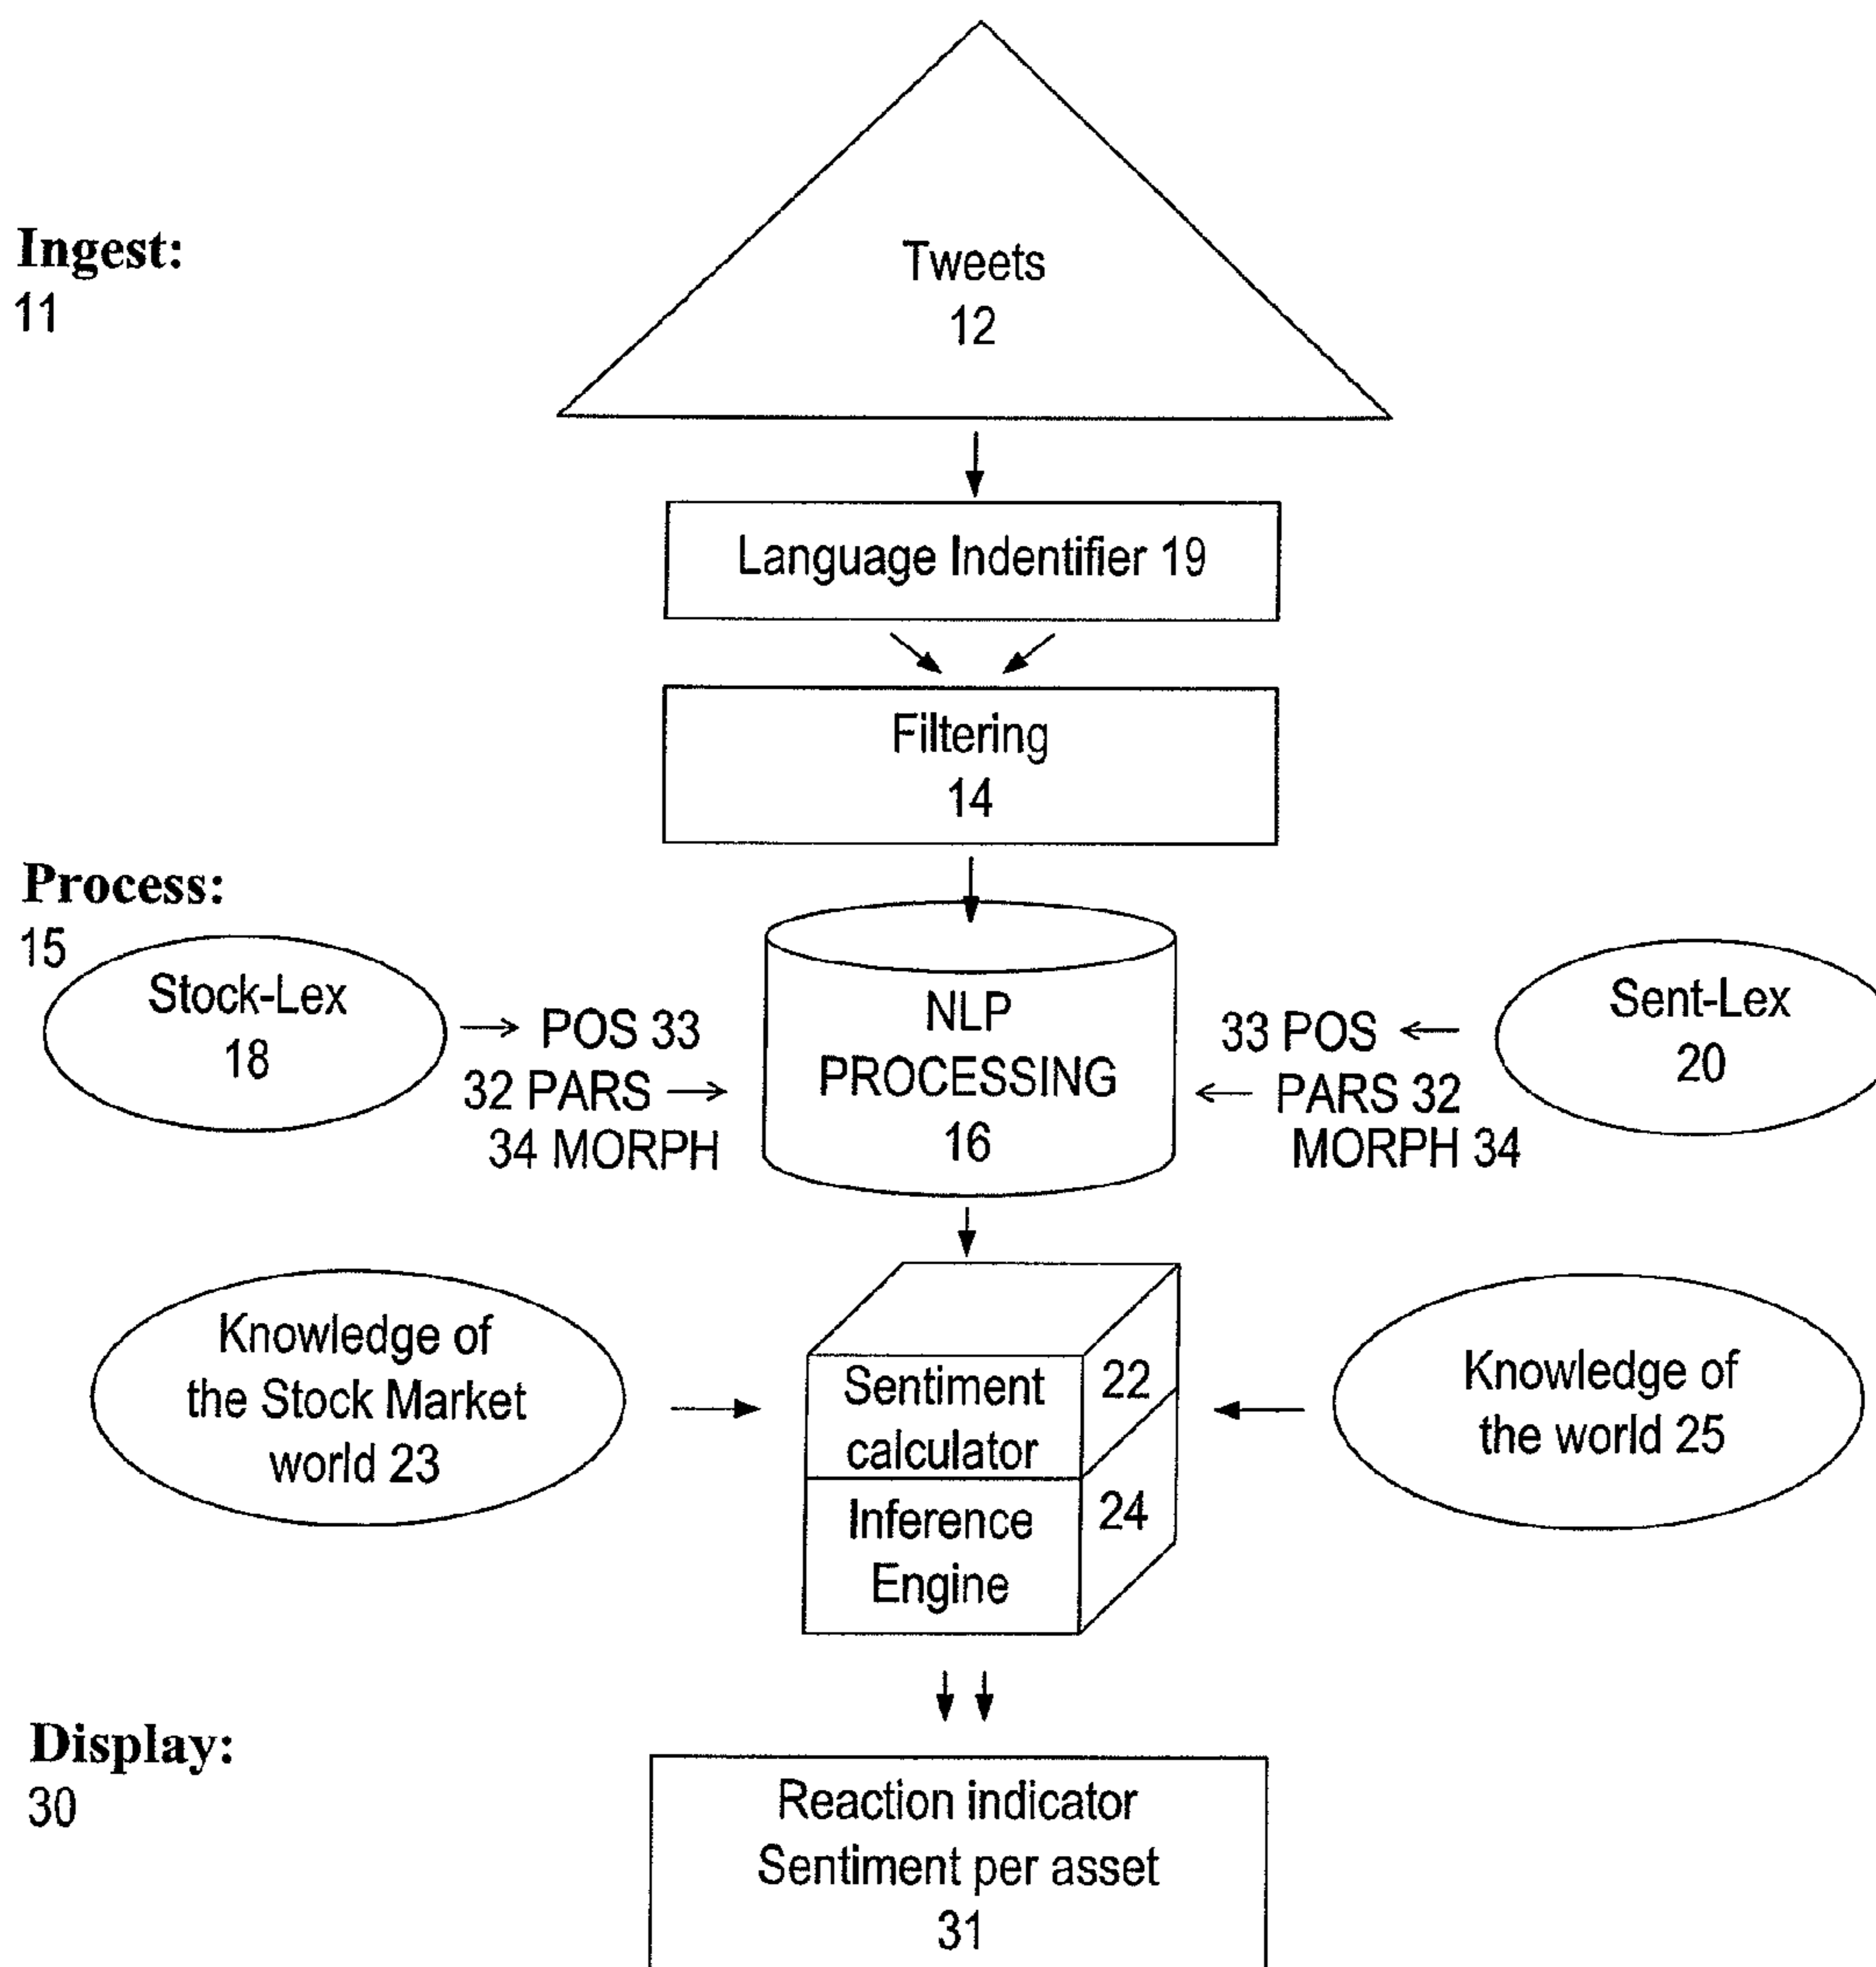 Ingest:
11
Tweets
12
Language Indentifier 19
Filtering
14
Process:
15
Stock-Lex
18
POS 33
32 PARS
34 MORPH
NLP
PROCESSING
16
33 POS
PARS 32
MORPH 34
Sent-Lex
20
Knowledge of
the Stock Market
world 23
Sentiment
calculator
22
Inference
Engine
24
Knowledge of
the world 25
Display:
30
Reaction indicator
Sentiment per asset
31